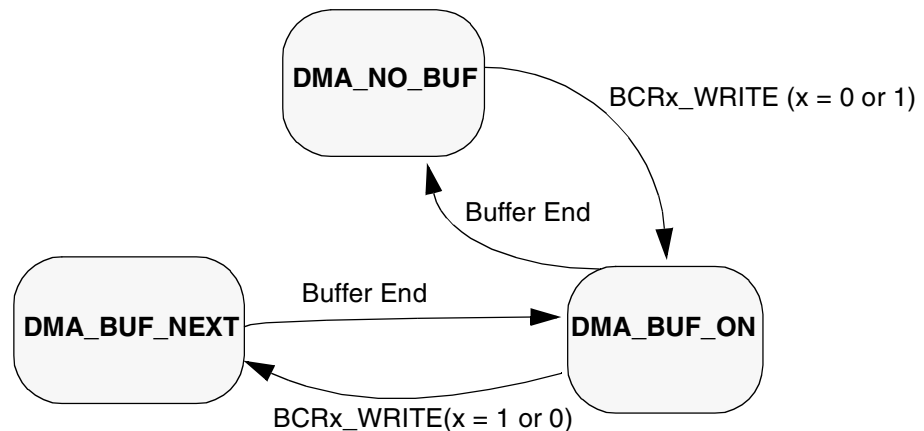 DMA_NO_BUF
BCRx_WRITE (x = 0 or 1)
Buffer End
Buffer End
DMA_BUF_NEXT
DMA_BUF_ON
BCRx_WRITE(x = 1 or 0)